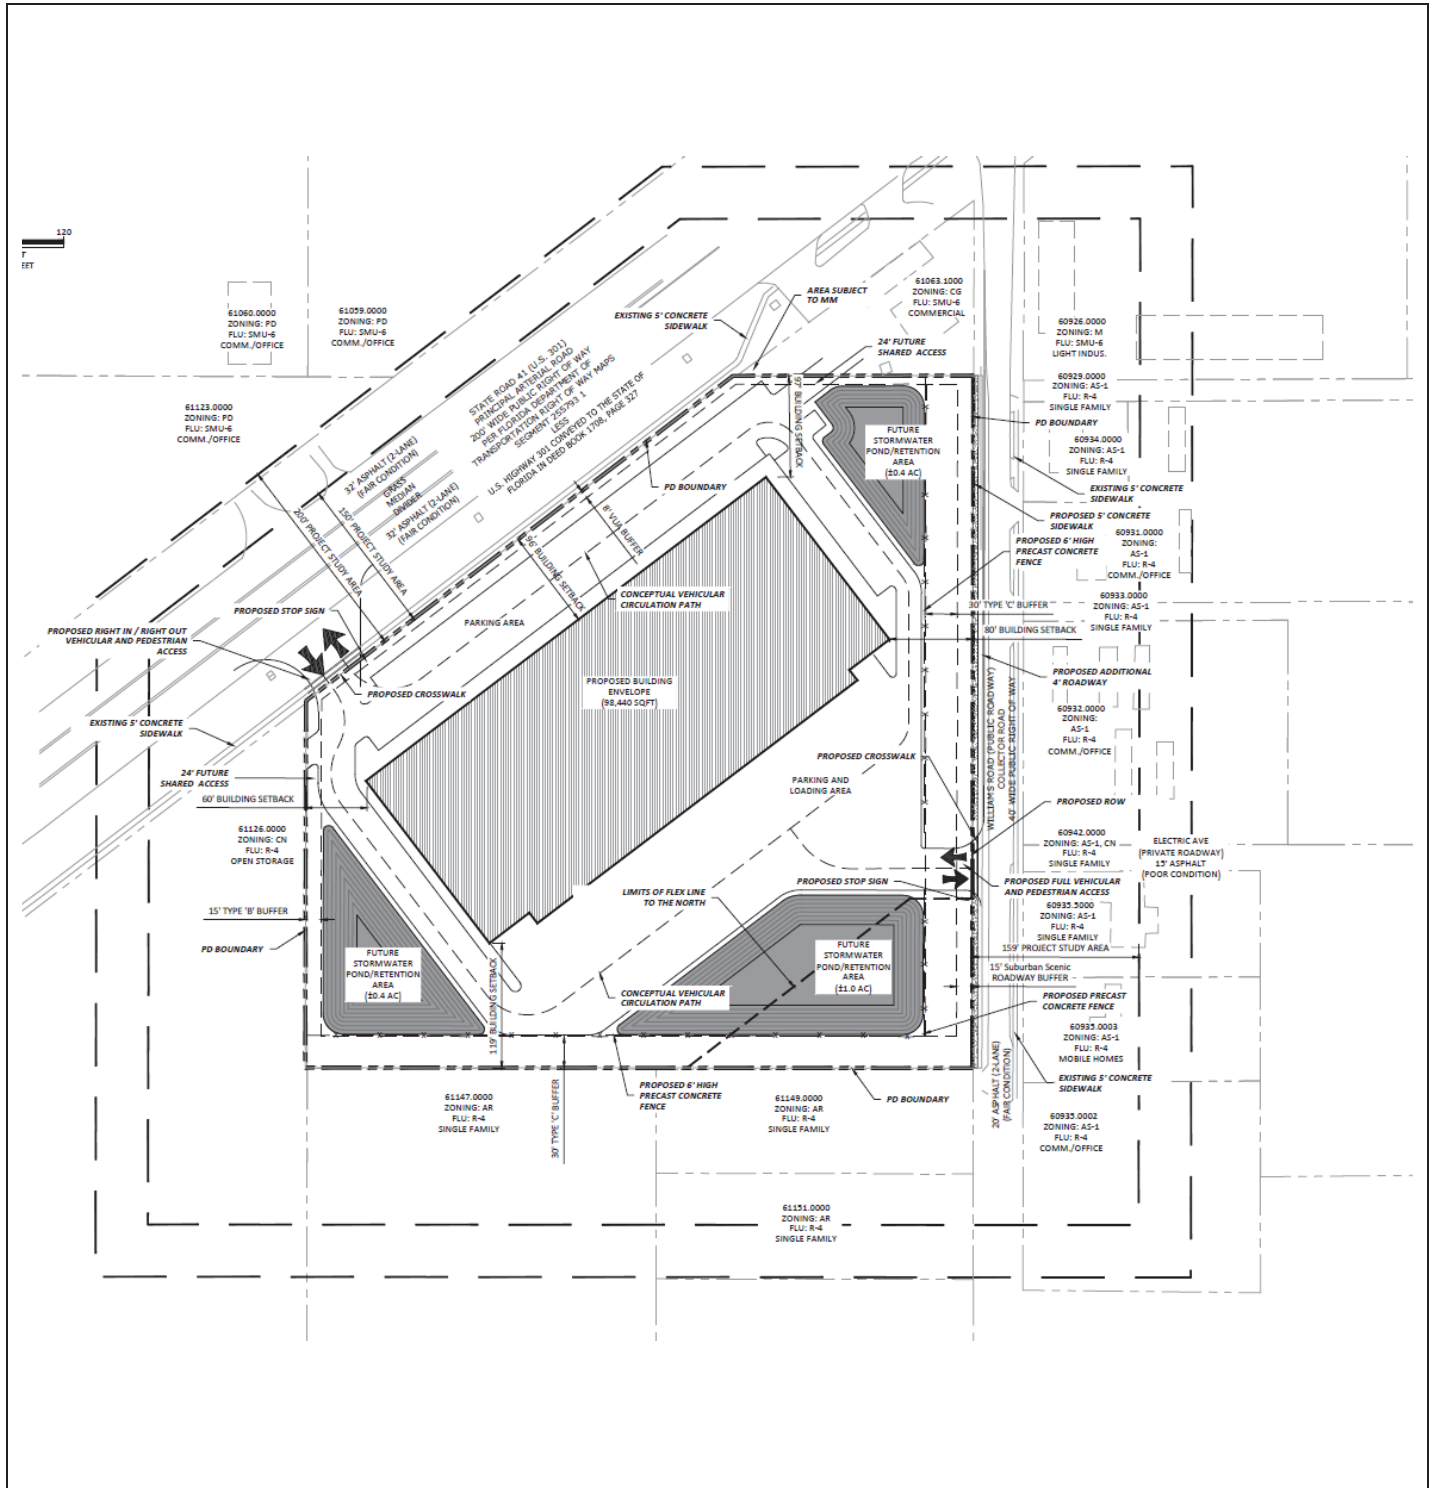 120
T
EET
61060.0000
ZONING: PD
FLU: SMU-6
COMM./OFFICE
61059.0000
ZONING: PD
FLU: SMU-6
COMM./OFFICE
61123.0000
ZONING: PD
FLU: SMU-6
COMM./OFFICE
EXISTING 5' CONCRETE
SIDEWALK
AREA SUBJECT
TO MM
61063.1000
ZONING: CG
FLU: SMU-6
COMMERCIAL
24' FUTURE
SHARED ACCESS
60926.0000
ZONING: M
FLU: SMU-6
LIGHT INDUS.
60929.0000
ZONING: AS-1
FLU: R-4
SINGLE FAMILY
PD BOUNDARY
60934.0000
ZONING: AS-1
FLU: R-4
SINGLE FAMILY
EXISTING 5' CONCRETE
SIDEWALK
PROPOSED 5' CONCRETE
SIDEWALK
60931.0000
ZONING:
AS-1
FLU: R-4
COMM./OFFICE
PROPOSED 6' HIGH
PRECAST CONCRETE
FENCE
60933.0000
ZONING: AS-1
FLU: R-4
SINGLE FAMILY
30' TYPE 'C' BUFFER
80' BUILDING SETBACK
STATE ROAD 41 (U.S. 301)
PRINCIPAL ARTERIAL ROAD
200' WIDE PUBLIC RIGHT OF WAY
PER FLORIDA DEPARTMENT OF
TRANSPORTATION RIGHT OF WAY MAPS
SEGMENT 255793 1
LESS
U.S. HIGHWAY 301 CONVEYED TO THE STATE OF
FLORIDA IN DEED BOOK 1708, PAGE 327
32' ASPHALT (2-LANE)
(FAIR CONDITION)
GRASS
MEDIAN
DIVIDER
32' ASPHALT (2-LANE)
(FAIR CONDITION)
200' PROJECT STUDY AREA
150' PROJECT STUDY AREA
PD BOUNDARY
97' BUILDING SETBACK
FUTURE
STORMWATER
POND/RETENTION
AREA
(±0.4 AC)
8' VUA BUFFER
96' BUILDING SETBACK
CONCEPTUAL VEHICULAR
CIRCULATION PATH
PROPOSED STOP SIGN
PARKING AREA
PROPOSED RIGHT IN / RIGHT OUT
VEHICULAR AND PEDESTRIAN
ACCESS
PROPOSED CROSSWALK
EXISTING 5' CONCRETE
SIDEWALK
PROPOSED BUILDING
ENVELOPE
(98,440 SQFT)
PROPOSED ADDITIONAL
4' ROADWAY
60932.0000
ZONING:
AS-1
FLU: R-4
COMM./OFFICE
WILLIAMS ROAD (PUBLIC ROADWAY)
COLLECTOR ROAD
40' WIDE PUBLIC RIGHT OF WAY
PROPOSED CROSSWALK
24' FUTURE
SHARED ACCESS
60' BUILDING SETBACK
PARKING AND
LOADING AREA
PROPOSED ROW
61126.0000
ZONING: CN
FLU: R-4
OPEN STORAGE
60942.0000
ZONING: AS-1, CN
FLU: R-4
SINGLE FAMILY
ELECTRIC AVE
(PRIVATE ROADWAY)
15' ASPHALT
(POOR CONDITION)
PROPOSED STOP SIGN
PROPOSED FULL VEHICULAR
AND PEDESTRIAN ACCESS
LIMITS OF FLEX LINE
TO THE NORTH
15' TYPE 'B' BUFFER
60935.5000
ZONING: AS-1
FLU: R-4
SINGLE FAMILY
159' PROJECT STUDY AREA
PD BOUNDARY
FUTURE
STORMWATER
POND/RETENTION
AREA
(±0.4 AC)
FUTURE
STORMWATER
POND/RETENTION
AREA
(±1.0 AC)
15' Suburban Scenic
ROADWAY BUFFER
119' BUILDING SETBACK
CONCEPTUAL VEHICULAR
CIRCULATION PATH
PROPOSED PRECAST
CONCRETE FENCE
60935.0003
ZONING: AS-1
FLU: R-4
MOBILE HOMES
20' ASPHALT (2-LANE)
(FAIR CONDITION)
EXISTING 5' CONCRETE
SIDEWALK
30' TYPE 'C' BUFFER
PROPOSED 6' HIGH
PRECAST CONCRETE
FENCE
PD BOUNDARY
61147.0000
ZONING: AR
FLU: R-4
SINGLE FAMILY
61149.0000
ZONING: AR
FLU: R-4
SINGLE FAMILY
60935.0002
ZONING: AS-1
FLU: R-4
COMM./OFFICE
61151.0000
ZONING: AR
FLU: R-4
SINGLE FAMILY